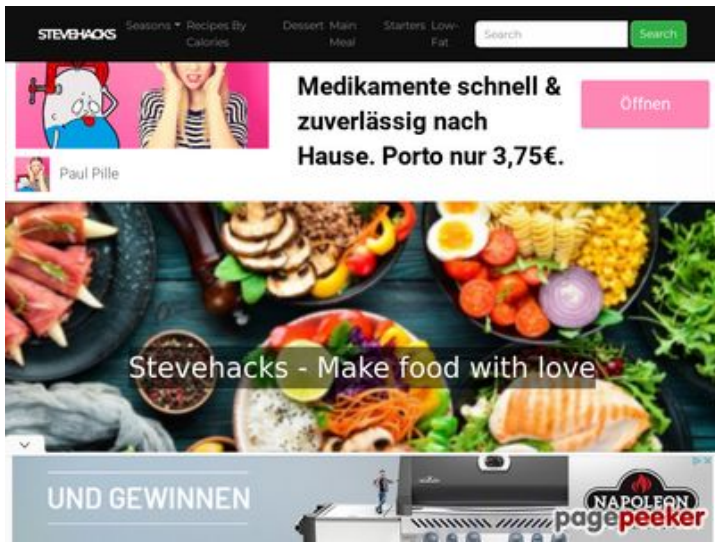 STEVEHACKS
Seasons
Recipes By
Calories
Dessert
Main
Meal
Starters
Low-
Fat
Search
Search
Medikamente schnell &
zuverlässig nach
Hause. Porto nur 3,75€.
Öffnen
Paul Pille
Stevehacks - Make food with love
UND GEWINNEN
NAPOLEON
pagepeeker